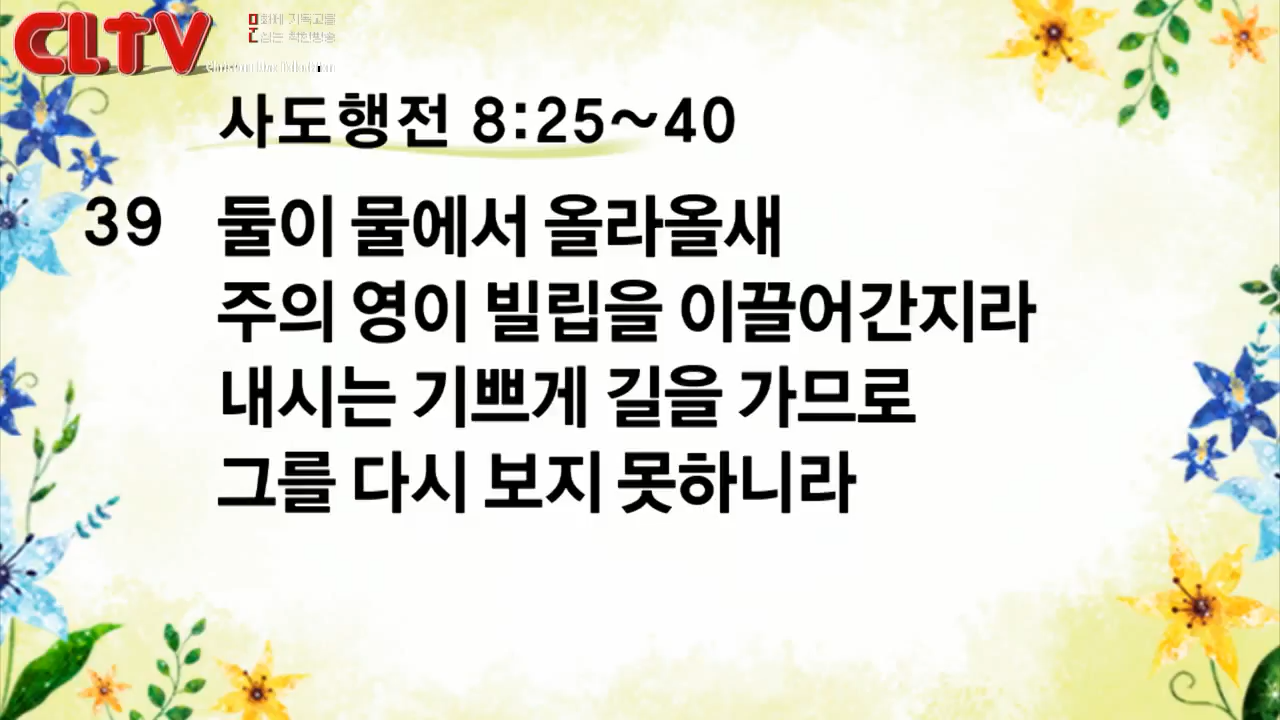 CLTV
사도행전 8:25~40
39 둘이 물에서 올라올새
주의 영이 빌립을 이끌어간지라
내시는 기쁘게 길을 가므로
그를 다시 보지 못하니라